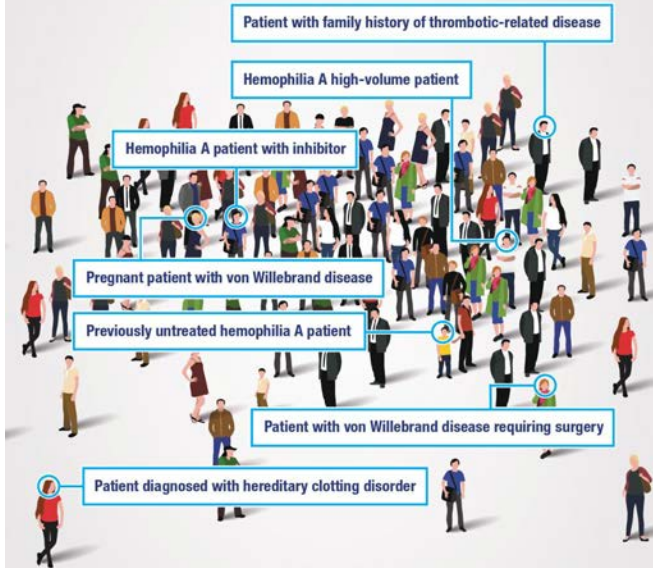 Patient with family history of thrombotic-related disease
Hemophilia A high-volume patient
Hemophilia A patient with inhibitor
Pregnant patient with von Willebrand disease
Previously untreated hemophilia A patient
Patient with von Willebrand disease requiring surgery
Patient diagnosed with hereditary clotting disorder